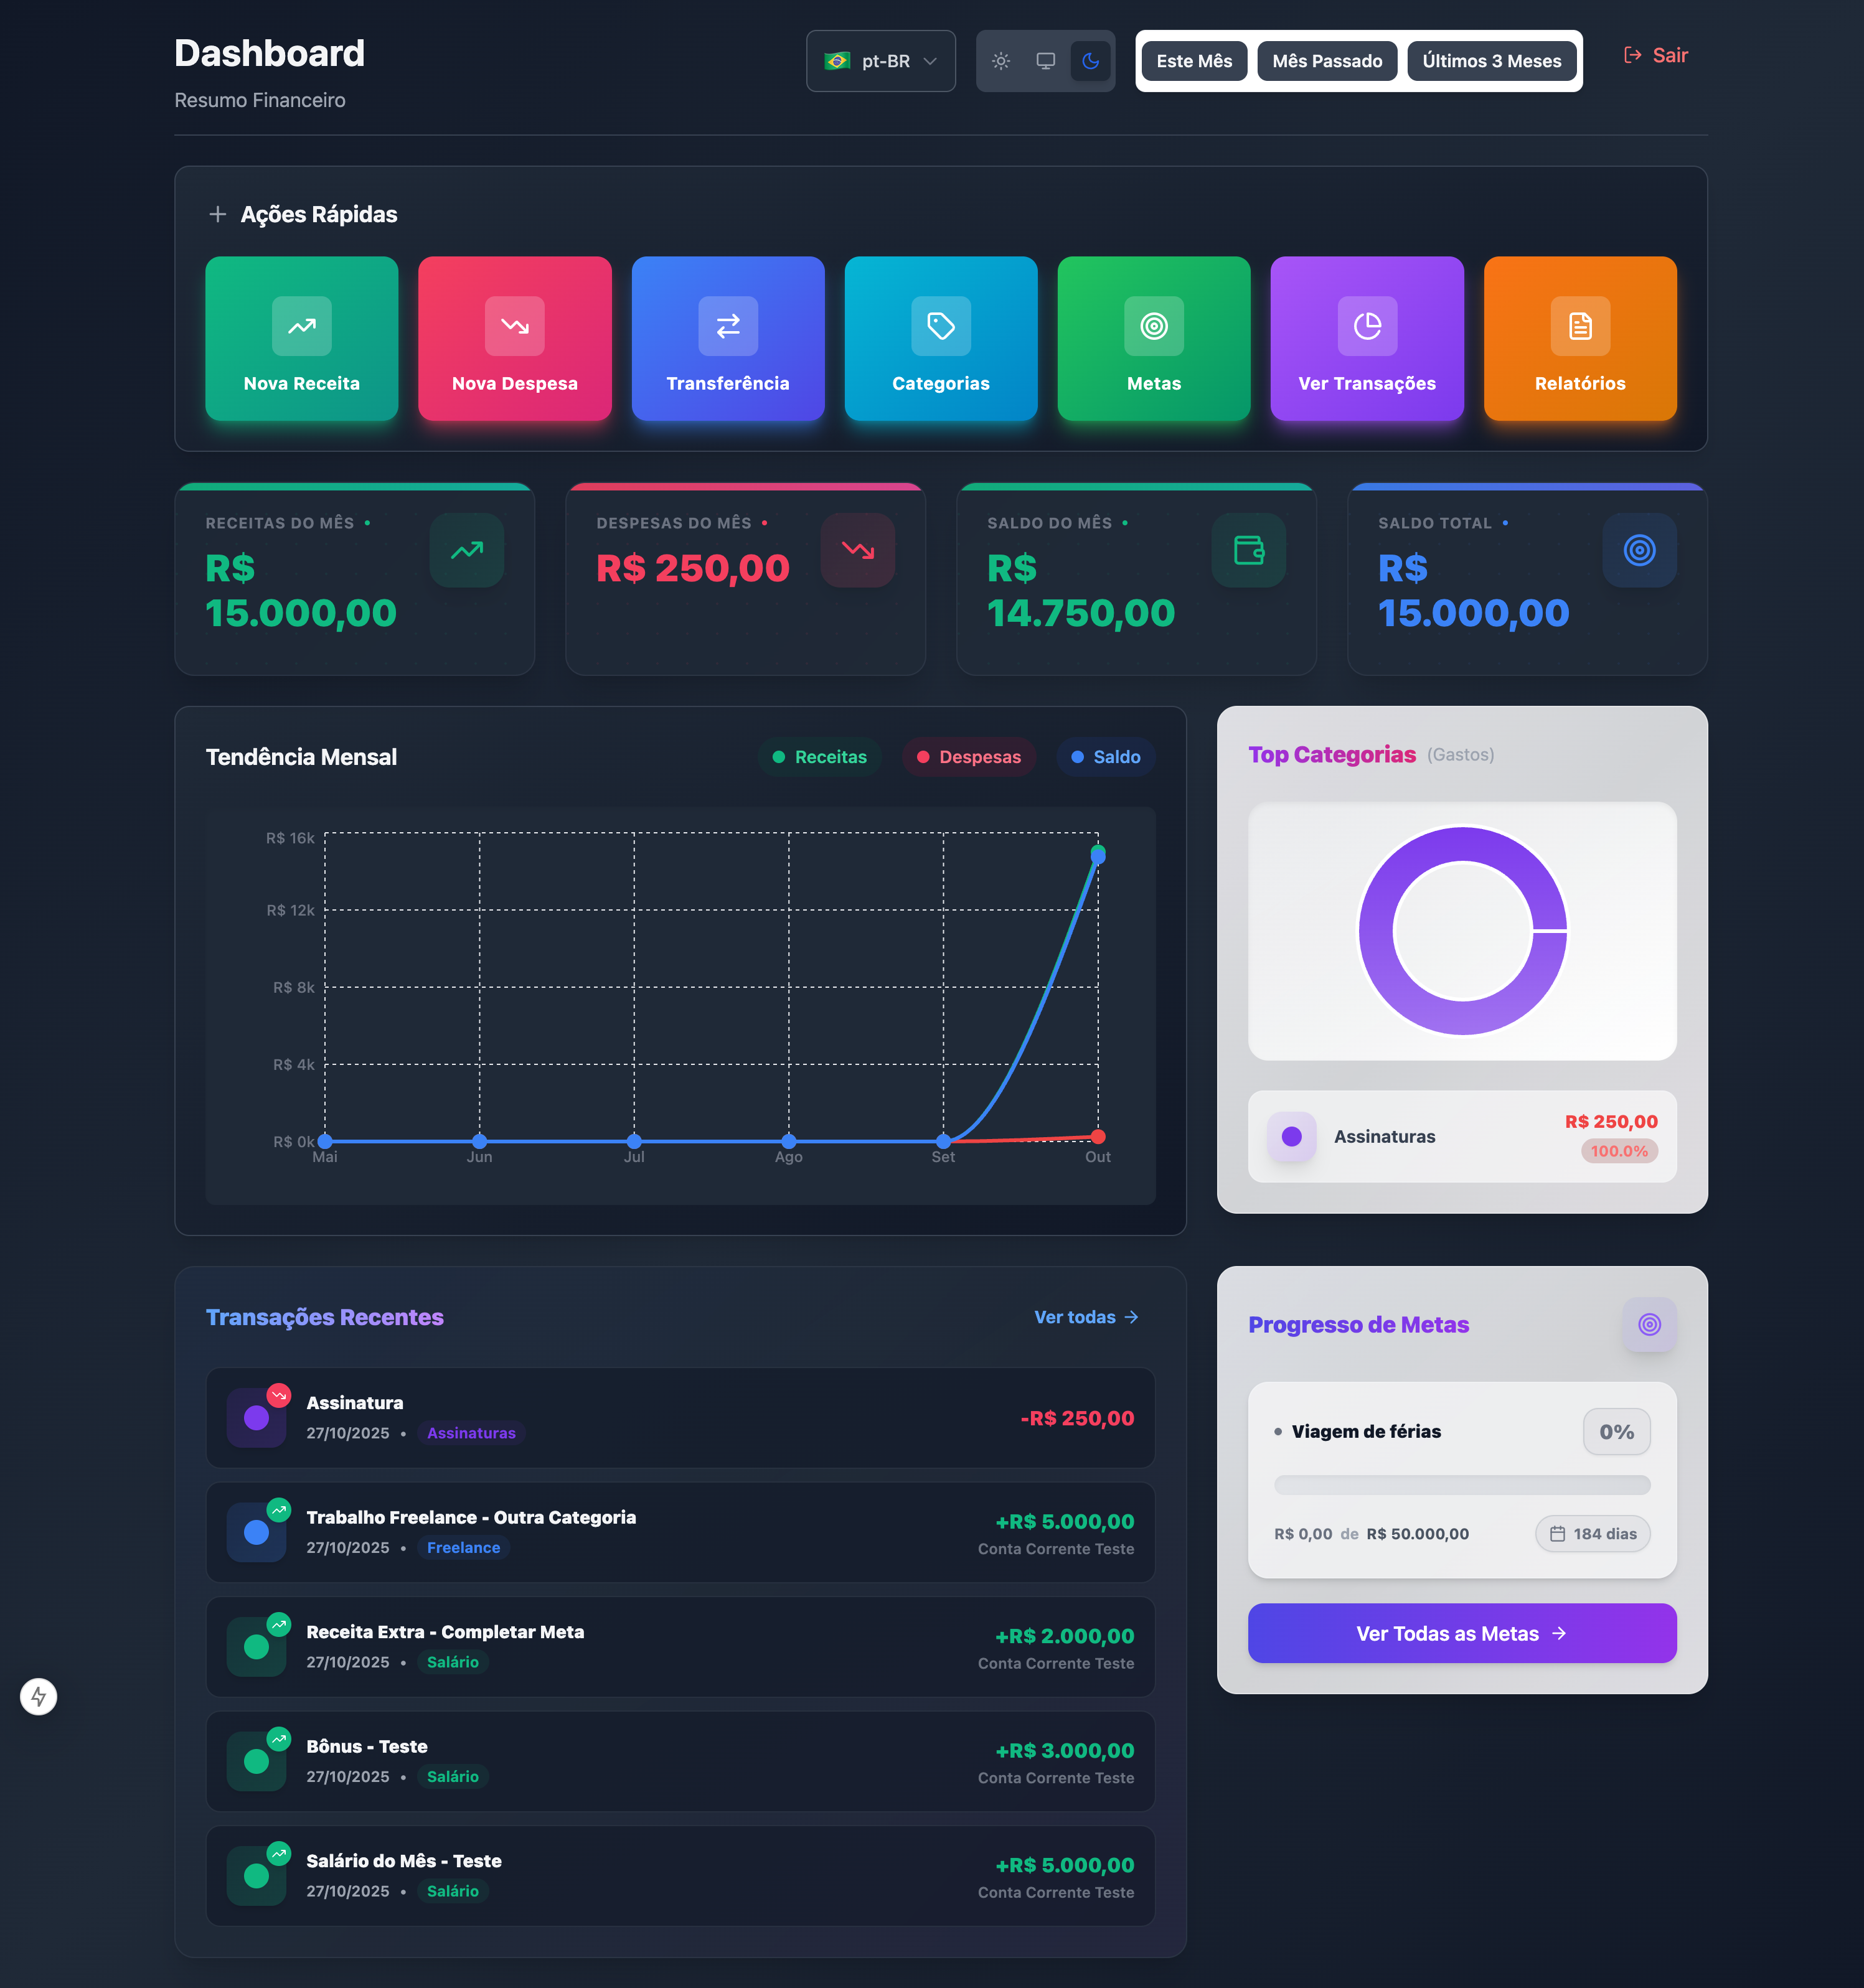 Dashboard
Resumo Financeiro
pt-BR
Este Mês
Mês Passado
Últimos 3 Meses
Sair
Ações Rápidas
Nova Receita
Nova Despesa
Transferência
Categorias
Metas
Ver Transações
Relatórios
RECEITAS DO MÊS
R$
15.000,00
DESPESAS DO MÊS
R$ 250,00
SALDO DO MÊS
R$
14.750,00
SALDO TOTAL
R$
15.000,00
Tendência Mensal
Receitas
Despesas
Saldo
R$ 16k
R$ 12k
R$ 8k
R$ 4k
R$ 0k
Mai
Jun
Jul
Ago
Set
Out
Top Categorias (Gastos)
Assinaturas
R$ 250,00
100.0%
Transações Recentes
Ver todas →
Assinatura
27/10/2025 • Assinaturas
-R$ 250,00
Trabalho Freelance - Outra Categoria
27/10/2025 • Freelance
+R$ 5.000,00
Conta Corrente Teste
Receita Extra - Completar Meta
27/10/2025 • Salário
+R$ 2.000,00
Conta Corrente Teste
Bônus - Teste
27/10/2025 • Salário
+R$ 3.000,00
Conta Corrente Teste
Salário do Mês - Teste
27/10/2025 • Salário
+R$ 5.000,00
Conta Corrente Teste
Progresso de Metas
• Viagem de férias
0%
R$ 0,00 de R$ 50.000,00
184 dias
Ver Todas as Metas →